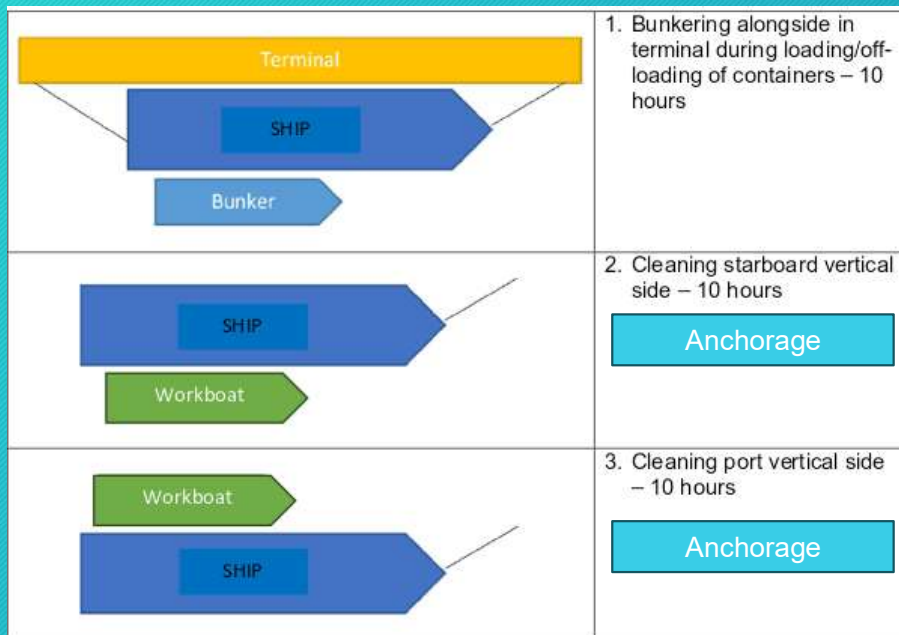 Terminal
SHIP
Bunker
1. Bunkering alongside in
terminal during loading/off-
loading of containers – 10
hours
SHIP
Workboat
2. Cleaning starboard vertical
side – 10 hours
Anchorage
Workboat
SHIP
3. Cleaning port vertical side
– 10 hours
Anchorage